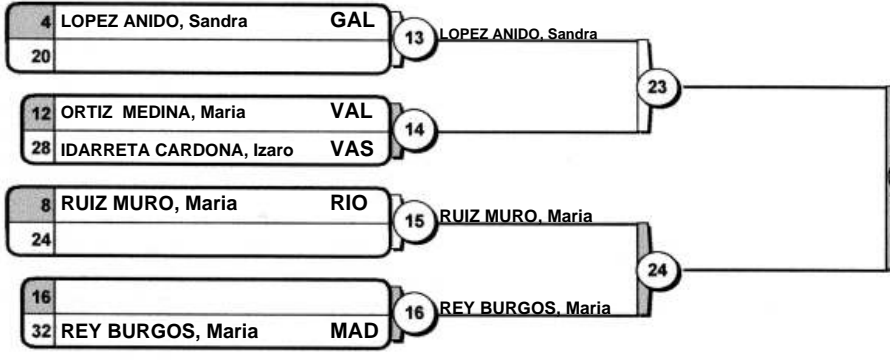 4 LOPEZ ANIDO, Sandra GAL
20
13 LOPEZ ANIDO, Sandra
12 ORTIZ MEDINA, Maria VAL
28 IDARRETA CARDONA, Izaro VAS
14
23
8 RUIZ MURO, Maria RIO
24
15 RUIZ MURO, Maria
16
32 REY BURGOS, Maria MAD
16 REY BURGOS, Maria
24